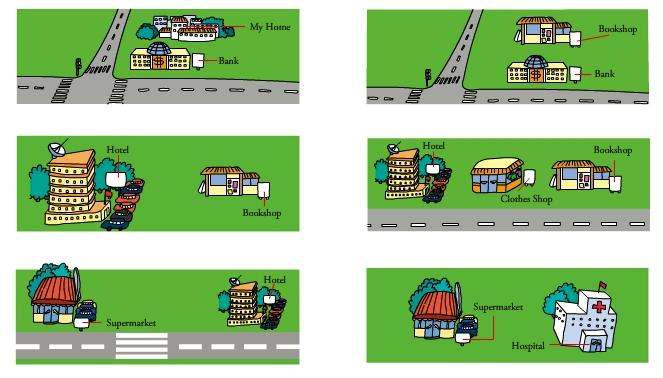 My Home
Bank
Bookshop
Bank
Hotel
Bookshop
Hotel
Bookshop
Clothes Shop
Hotel
Supermarket
Supermarket
Hospital